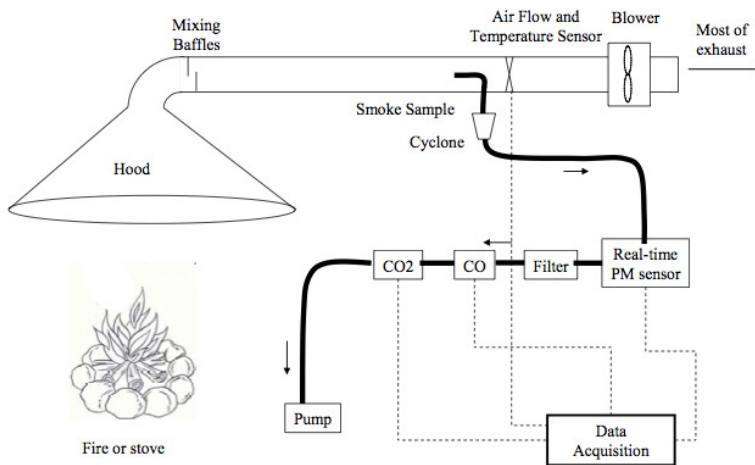 Mixing
Baffles
Air Flow and
Temperature Sensor
Blower
Most of
exhaust
Smoke Sample
Cyclone
Hood
CO2
CO
Filter
Real-time
PM sensor
Pump
Data
Acquisition
Fire or stove